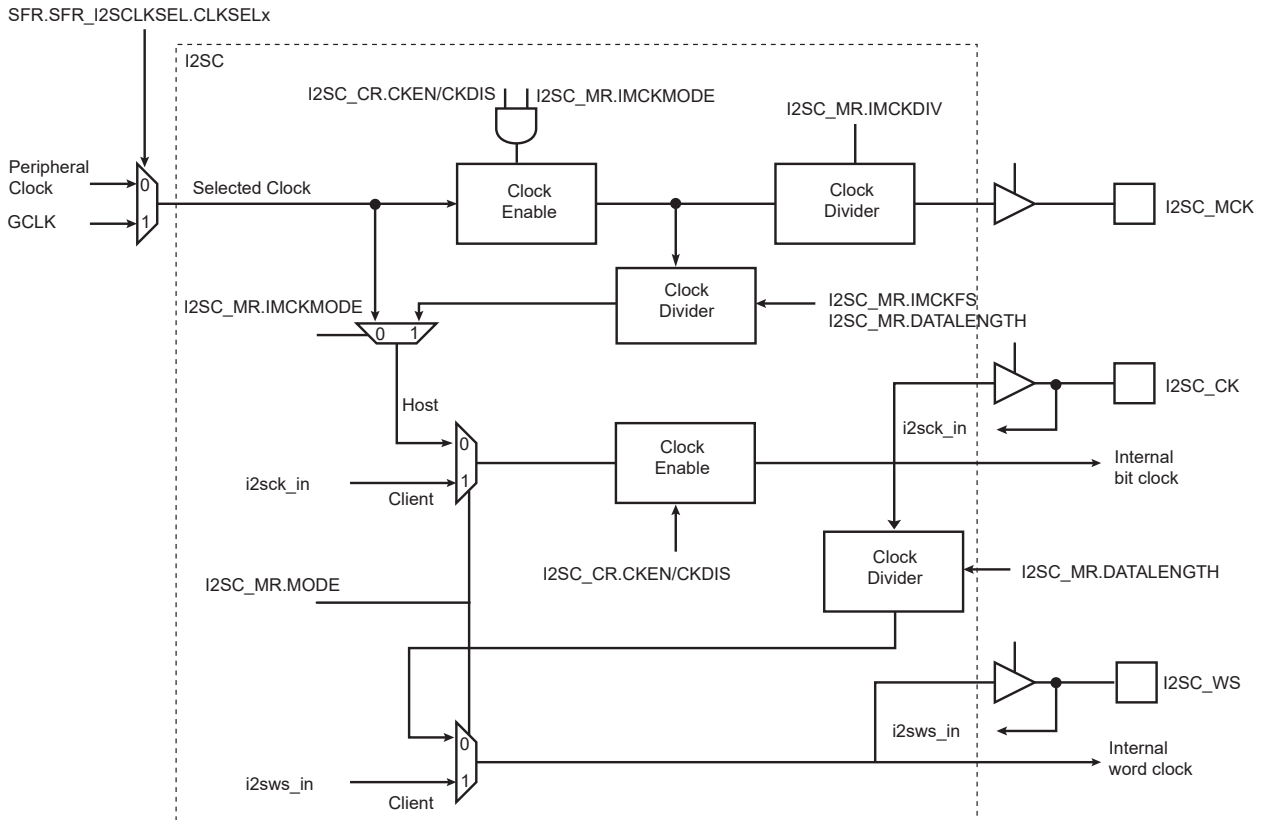 SFR.SFR_I2SCLKSEL.CLKSELx
I2SC
I2SC_CR.CKEN/CKDIS
I2SC_MR.IMCKMODE
I2SC_MR.IMCKDIV
Peripheral
Clock
GCLK
0
1
Selected Clock
Clock
Enable
Clock
Divider
I2SC_MCK
I2SC_MR.IMCKMODE
0 1
Clock
Divider
I2SC_MR.IMCKFS
I2SC_MR.DATALENGTH
Host
i2sck_in
I2SC_CK
0
1
i2sck_in
Client
Clock
Enable
Internal
bit clock
I2SC_CR.CKEN/CKDIS
Clock
Divider
I2SC_MR.DATALENGTH
I2SC_MR.MODE
I2SC_WS
i2sws_in
0
1
i2sws_in
Client
Internal
word clock